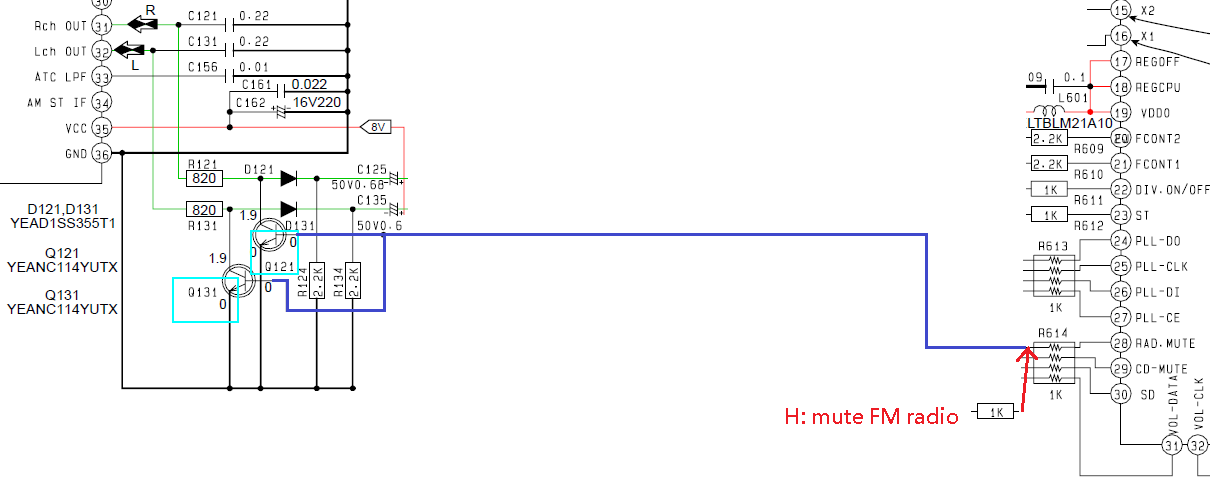 30
Rch OUT 31 R C121 0.22
Lch OUT 32 L C131 0.22
ATC LPF 33 C156 0.01
C161 0.022
AM ST IF 34 C162 + 16V220
VCC 35 8V
GND 36
R121 820 D121 C125 50V0.68 +
820 R131 D131 C135 50V0.6 +
D121,D131
YEAD1SS355T1
Q121
YEANC114YUTX
Q131
YEANC114YUTX
1.9
0
0
1.9
Q121
0
Q131
0
R124 2.2K
R134 2.2K
15 X2
16 X1
17 REGOFF
09 0.1 18 REGCPU
L601 19 VDD0
LTBLM21A10
2.2K 20 FCONT2
R609
2.2K 21 FCONT1
R610
1K 22 DIV.ON/OFF
R611
1K 23 ST
R612
24 PLL-DO
R613
25 PLL-CLK
26 PLL-DI
1K
27 PLL-CE
R614
28 RAD.MUTE
29 CD-MUTE
1K
30 SD
H: mute FM radio
1K
VOL-DATA
VOL-CLK
31 32